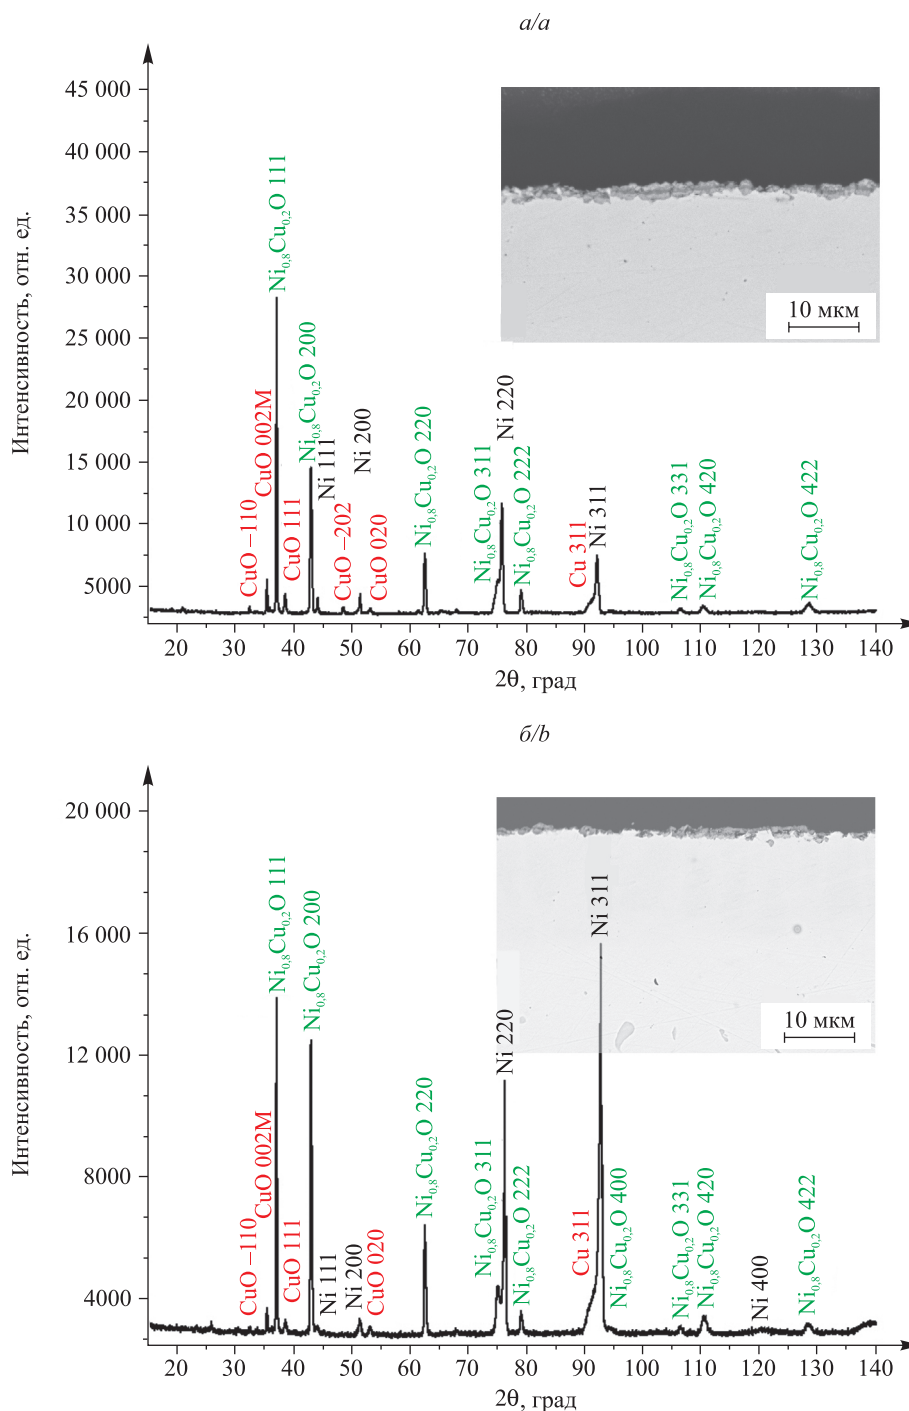 а/a
Интенсивность, отн. ед.
45 000
40 000
35 000
30 000
25 000
20 000
15 000
10 000
5000
CuO –110
CuO 002M
Ni0,8Cu0,2O 111
CuO 111
Ni0,8Cu0,2O 200
Ni 111
CuO –202
Ni 200
CuO 020
Ni0,8Cu0,2O 220
Ni0,8Cu0,2O 311
Ni 220
Ni0,8Cu0,2O 222
Cu 311
Ni 311
Ni0,8Cu0,2O 331
Ni0,8Cu0,2O 420
Ni0,8Cu0,2O 422
10 мкм
20 30 40 50 60 70 80 90 100 110 120 130 140
2θ, град
б/b
Интенсивность, отн. ед.
20 000
16 000
12 000
8000
4000
CuO –110
CuO 002M
Ni0,8Cu0,2O 111
CuO 111
Ni0,8Cu0,2O 200
Ni 111
Ni 200
CuO 020
Ni0,8Cu0,2O 220
Ni0,8Cu0,2O 311
Ni 220
Ni0,8Cu0,2O 222
Cu 311
Ni 311
Ni0,8Cu0,2O 400
Ni0,8Cu0,2O 331
Ni0,8Cu0,2O 420
Ni 400
Ni0,8Cu0,2O 422
10 мкм
20 30 40 50 60 70 80 90 100 110 120 130 140
2θ, град